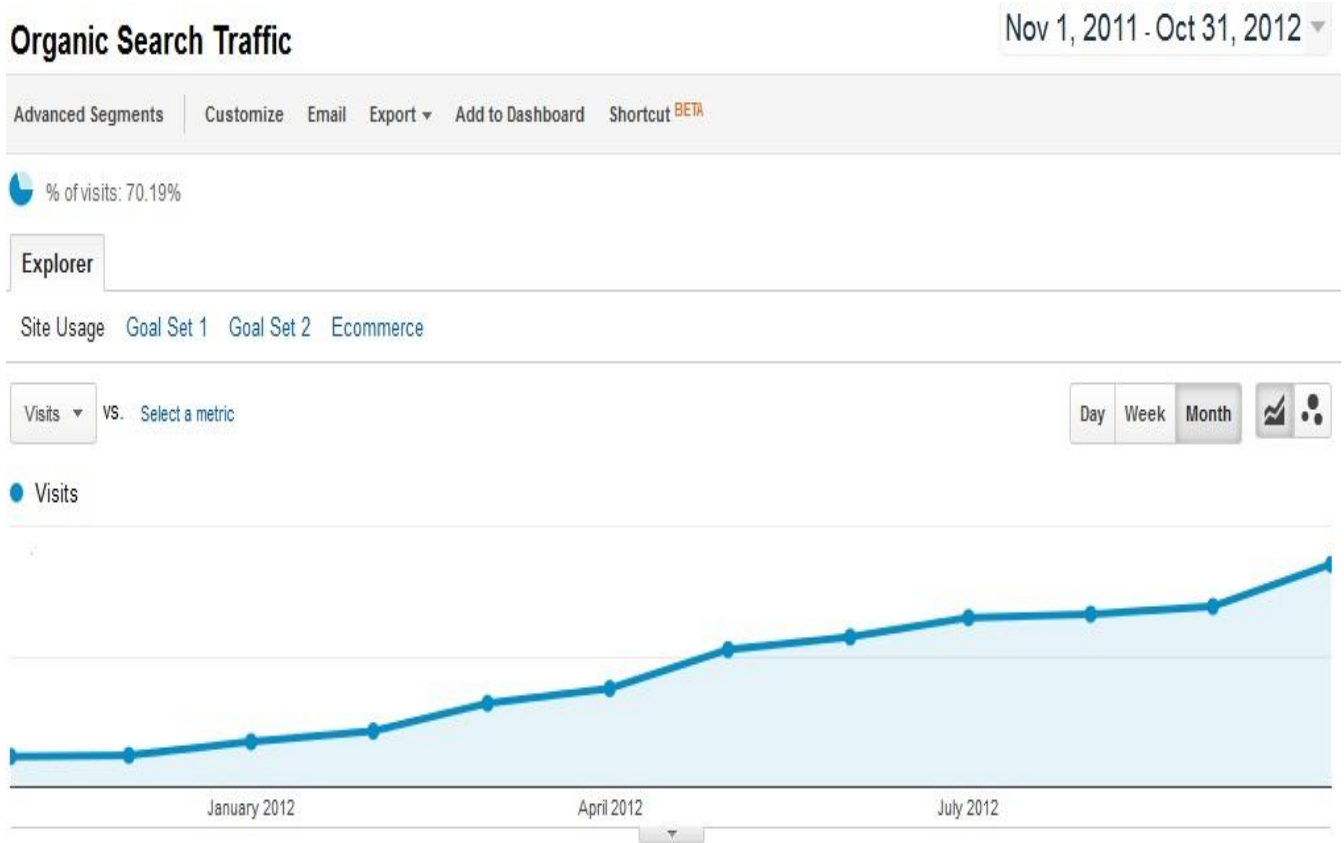 Organic Search Traffic
Nov 1, 2011 - Oct 31, 2012
Advanced Segments Customize Email Export Add to Dashboard Shortcut BETA
% of visits: 70.19%
Explorer
Site Usage Goal Set 1 Goal Set 2 Ecommerce
Visits VS. Select a metric
Day Week Month
Visits
January 2012 April 2012 July 2012